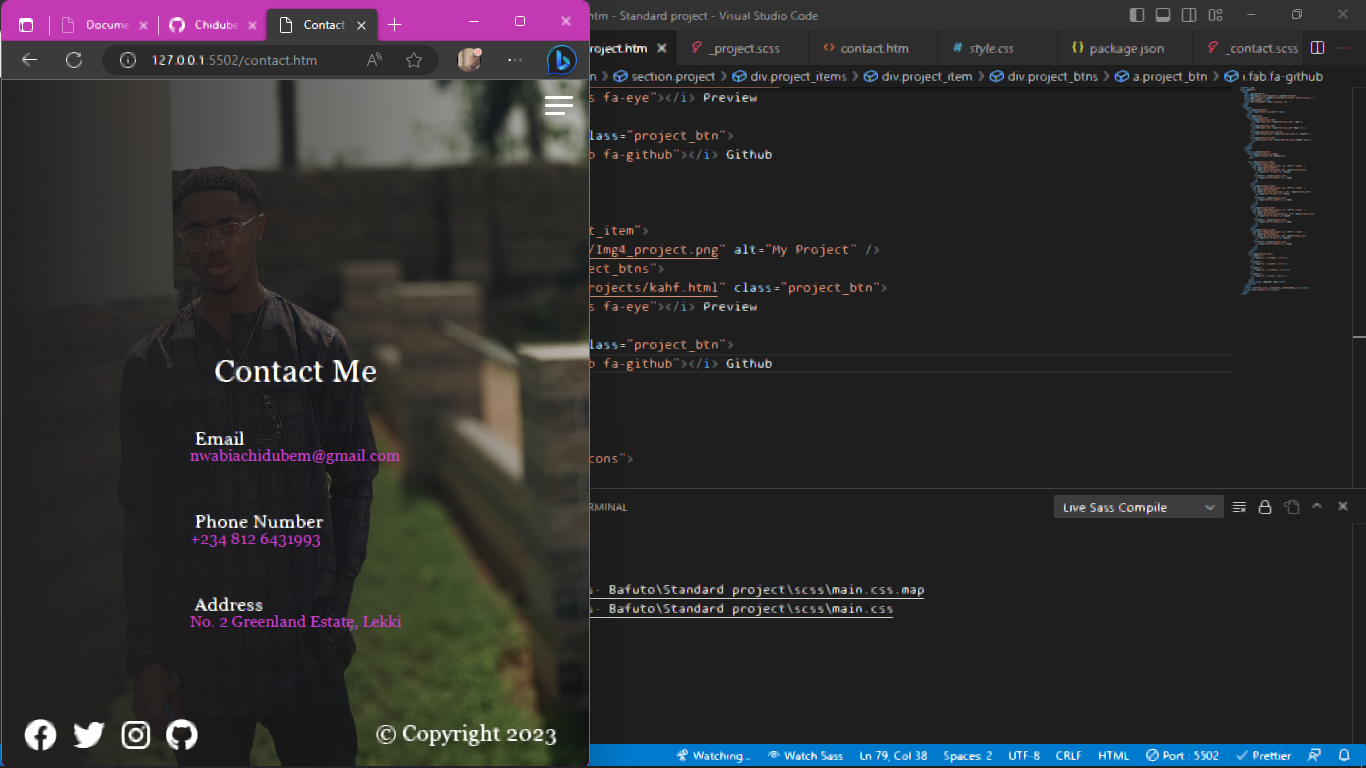 Docume
Chidube
Contact
127.0.0.1:5502/contact.htm
Contact Me
Email
nwabiachidubem@gmail.com
Phone Number
+234 812 6431993
Address
No. 2 Greenland Estate, Lekki
© Copyright 2023
htm - Standard project - Visual Studio Code
roject.htm
_project.scss
contact.htm
style.css
package.json
_contact.scss
n > section.project > div.project_items > div.project_item > div.project_btns > a.project_btn > i.fab.fa-github
s fa-eye"></i> Preview
lass="project_btn">
b fa-github"></i> Github
t_item">
/Img4_project.png" alt="My Project" />
ect_btns">
rojects/kahf.html" class="project_btn">
s fa-eye"></i> Preview
lass="project_btn">
b fa-github"></i> Github
cons">
RMINAL
Live Sass Compile
s- Bafuto\Standard project\scss\main.css.map
s- Bafuto\Standard project\scss\main.css
Watching...
Watch Sass
Ln 79, Col 38
Spaces: 2
UTF-8
CRLF
HTML
Port : 5502
Prettier